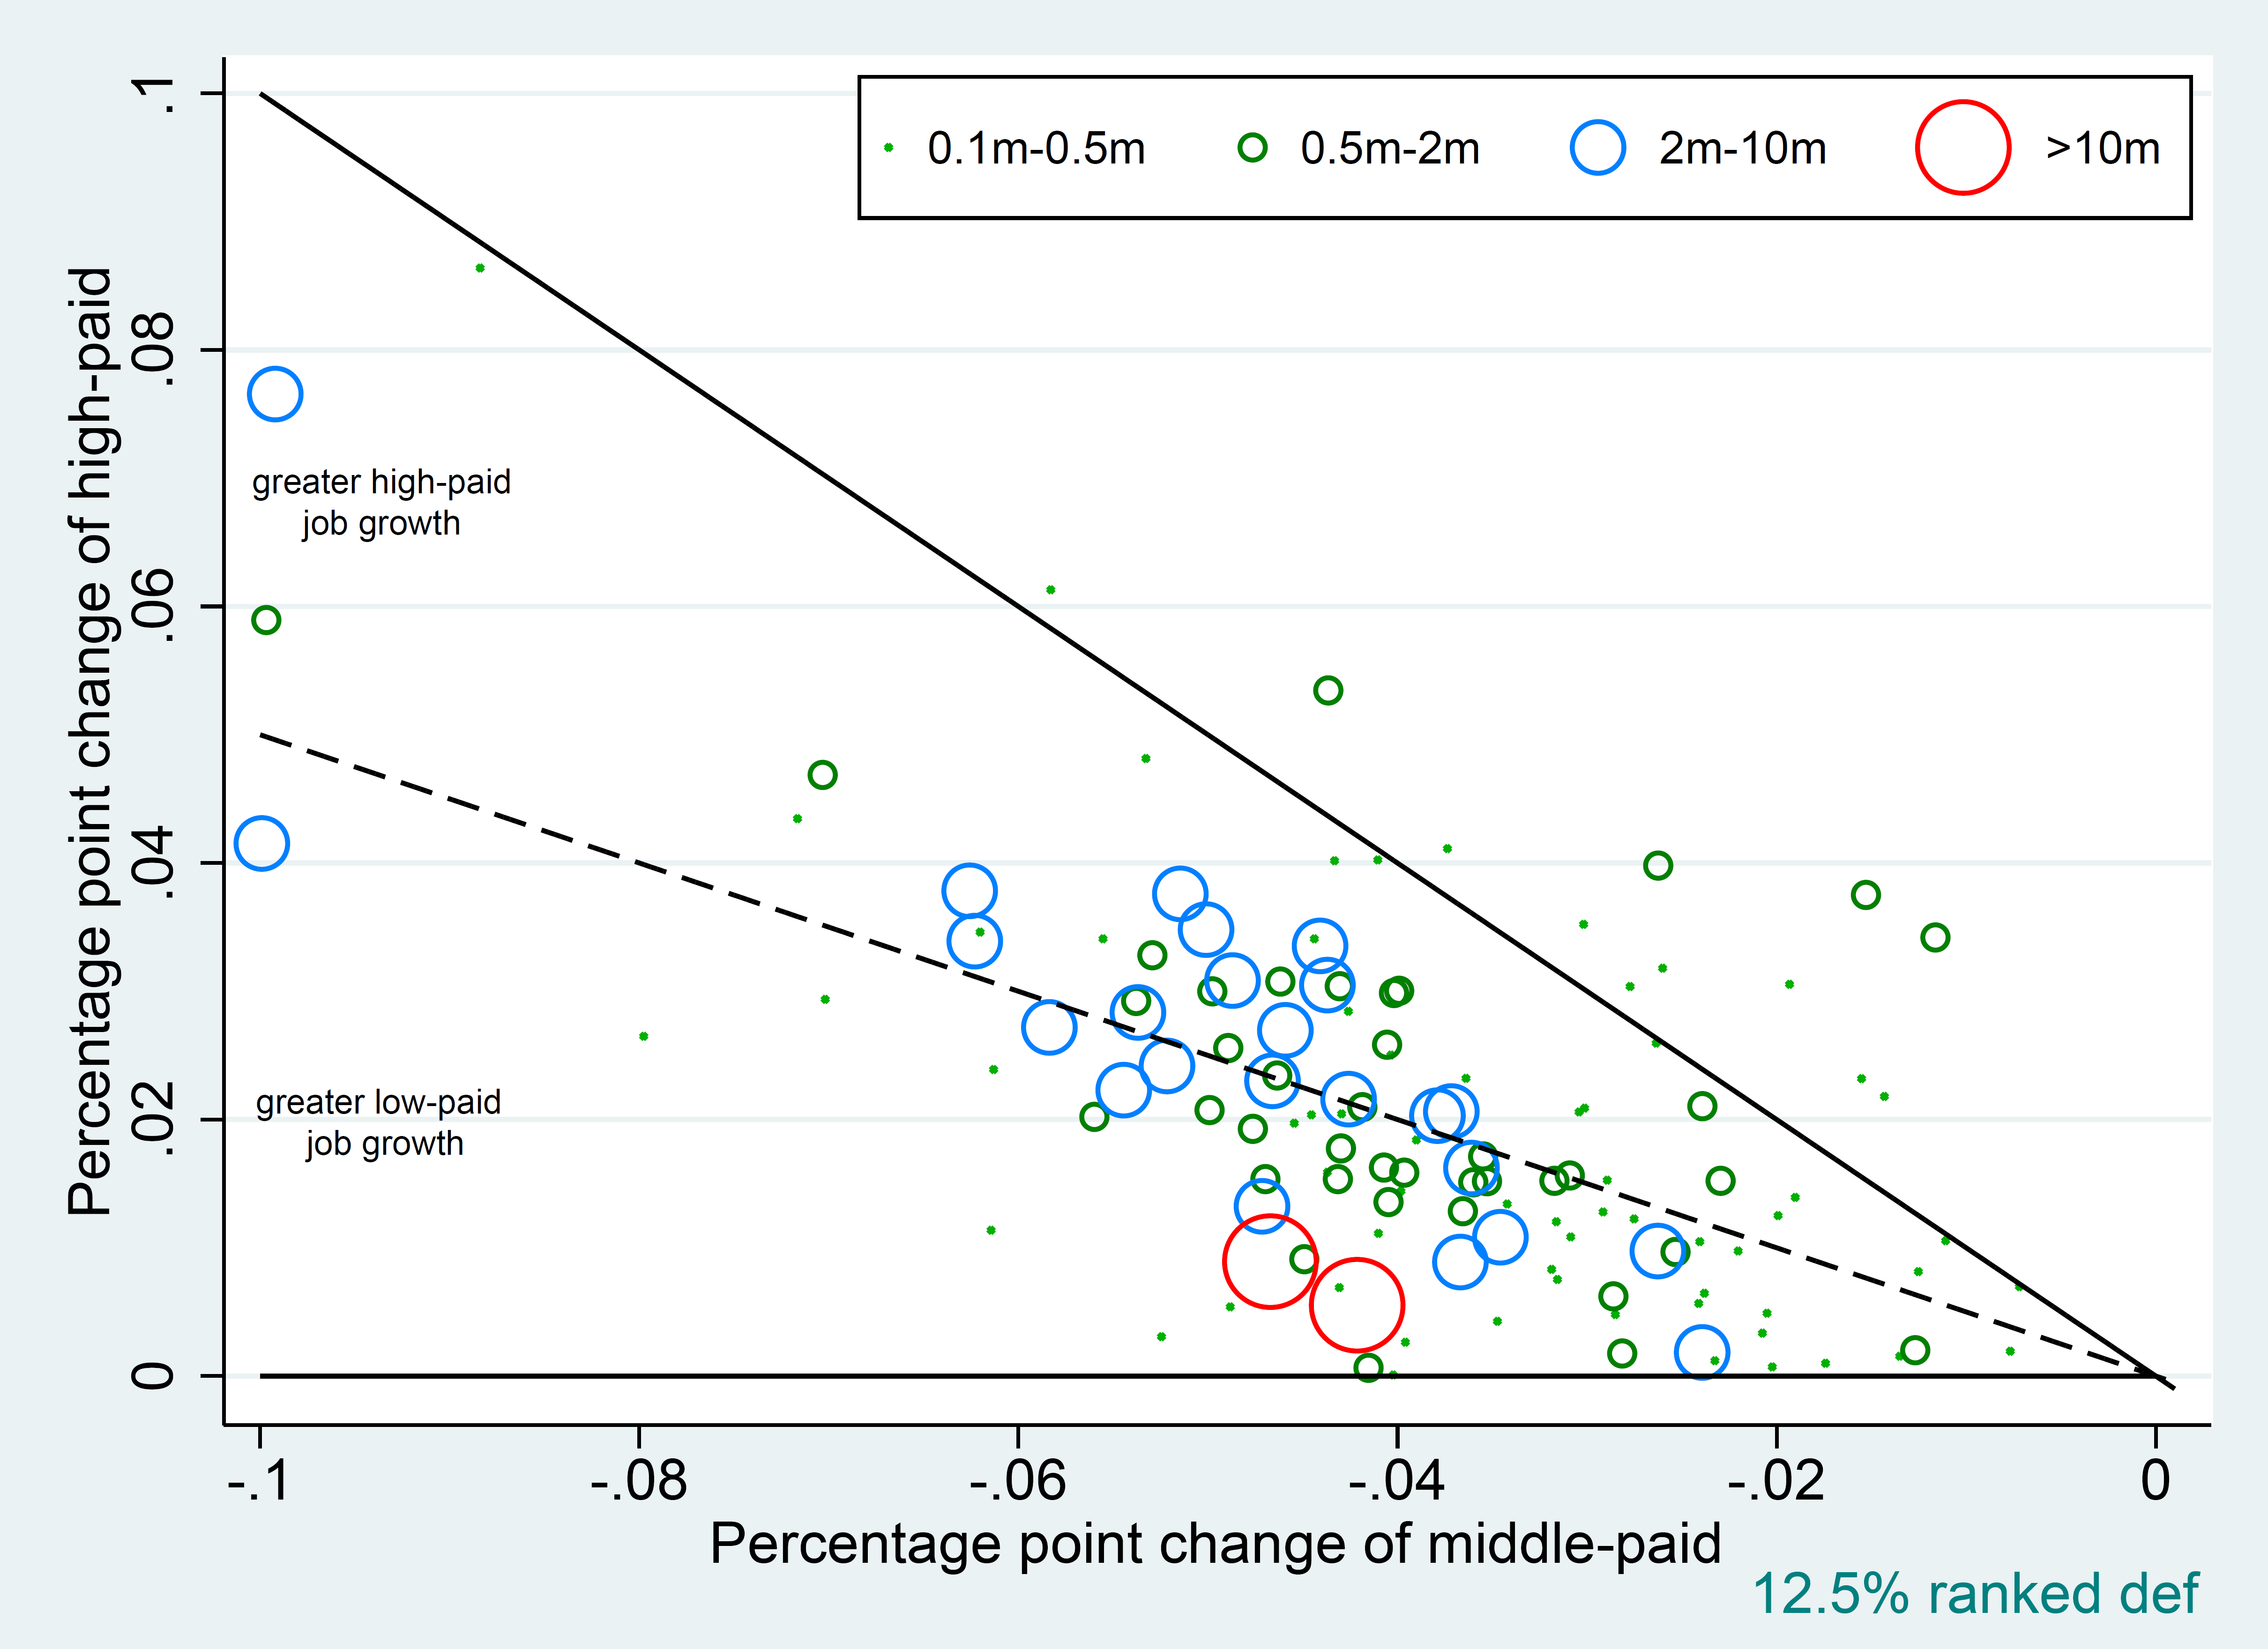 0.1m-0.5m 0.5m-2m 2m-10m >10m
Percentage point change of high-paid
.1
.08
.06
.04
.02
0
greater high-paid
job growth
greater low-paid
job growth
-.1 -.08 -.06 -.04 -.02 0
Percentage point change of middle-paid
12.5% ranked def